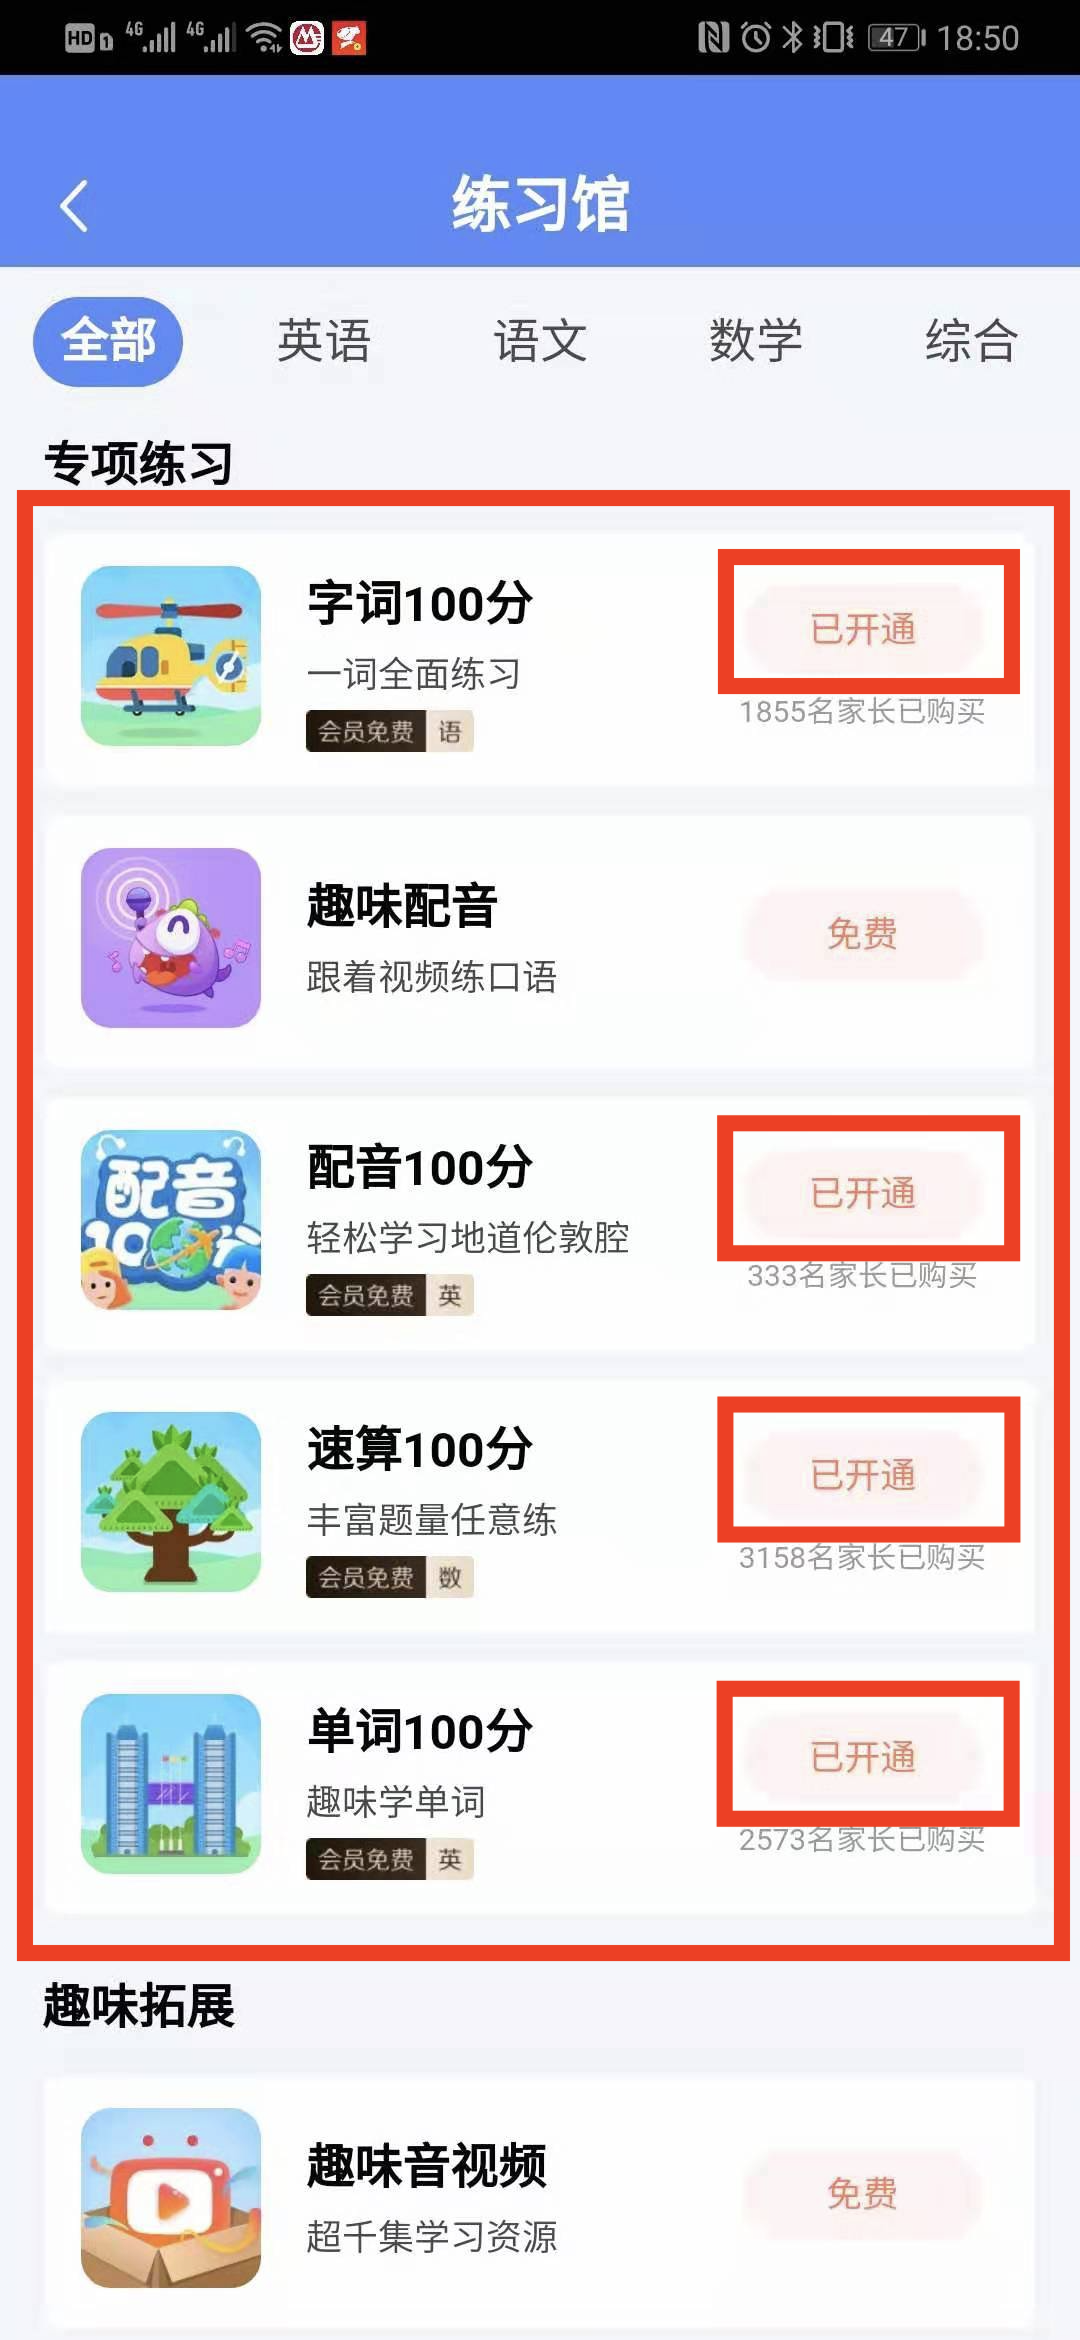 HD 1 4G 4G 47 18:50
练习馆
全部 英语 语文 数学 综合
专项练习
字词100分
已开通
一词全面练习
1855名家长已购买
会员免费 语
趣味配音
免费
跟着视频练口语
配音100分
配音100分
已开通
轻松学习地道伦敦腔
333名家长已购买
会员免费 英
速算100分
已开通
丰富题量任意练
3158名家长已购买
会员免费 数
单词100分
已开通
趣味学单词
2573名家长已购买
会员免费 英
趣味拓展
趣味音视频
免费
超千集学习资源